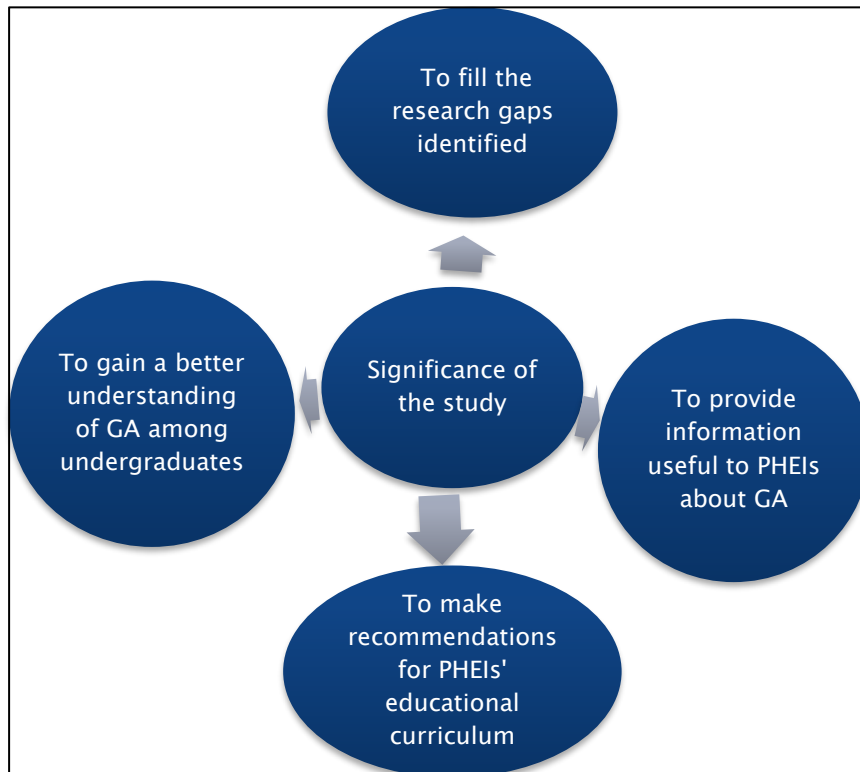 To fill the
research gaps
identified
To gain a better
understanding
of GA among
undergraduates
Significance of
the study
To provide
information
useful to PHEIs
about GA
To make
recommendations
for PHEIs'
educational
curriculum